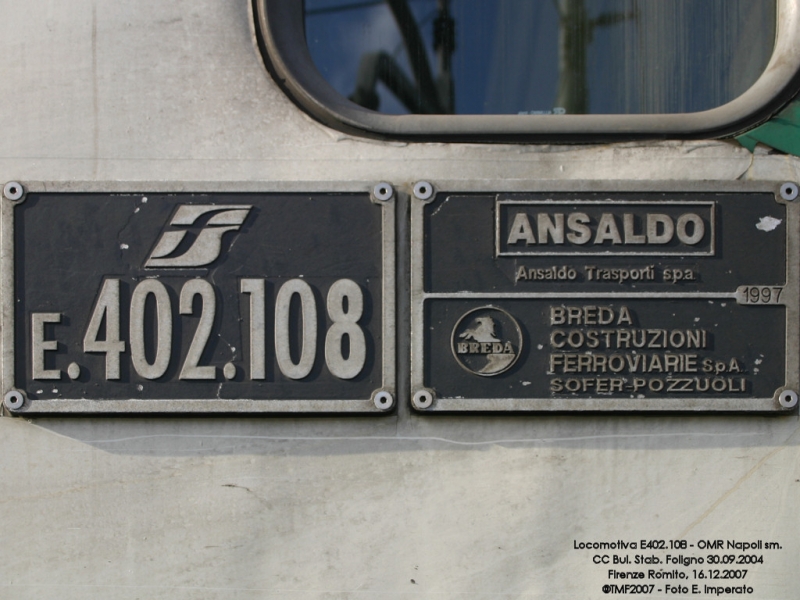 E.402.108
ANSALDO
Ansaldo Trasporti s.p.a
1997
BREDA
BREDA
COSTRUZIONI
FERROVIARIE S.p.A.
SOFER-POZZUOLI
Locomotiva E402.108 - OMR Napoli sm.
CC Bul. Stab. Foligno 30.09.2004
Firenze Romito, 16.12.2007
©TMF2007 - Foto E. Imperato